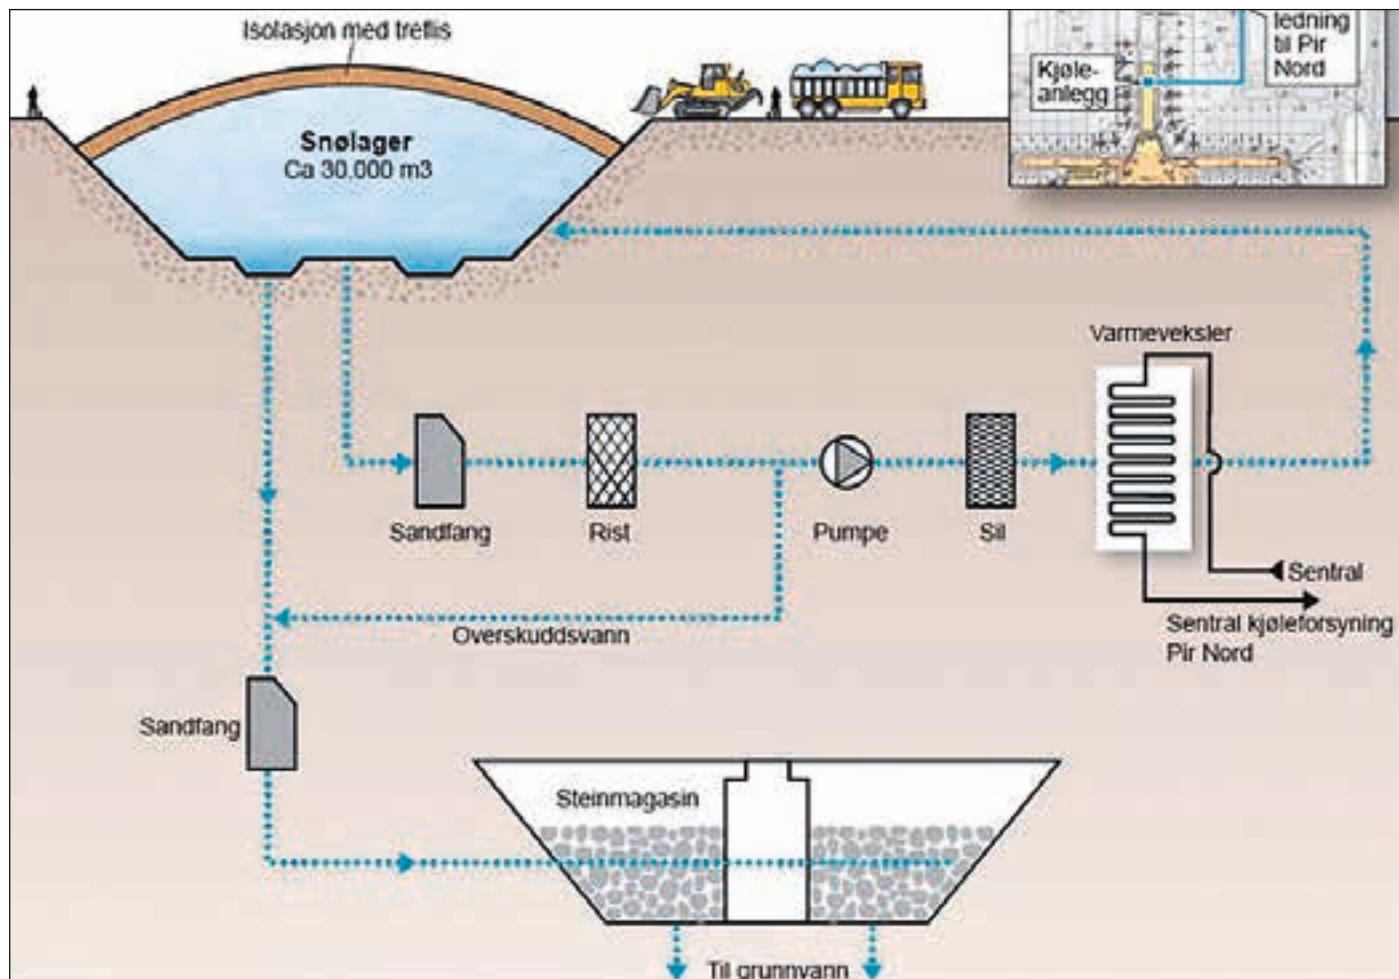 Isolasjon med treflis
Snølager
Ca 30.000 m3
ledning
til Pir
Nord
Kjøle-
anlegg
Varmeveksler
Sandfang
Rist
Pumpe
Sil
Sentral
Sentral kjøleforsyning
Pir Nord
Overskuddsvann
Sandfang
Steinmagasin
Til grunnvann